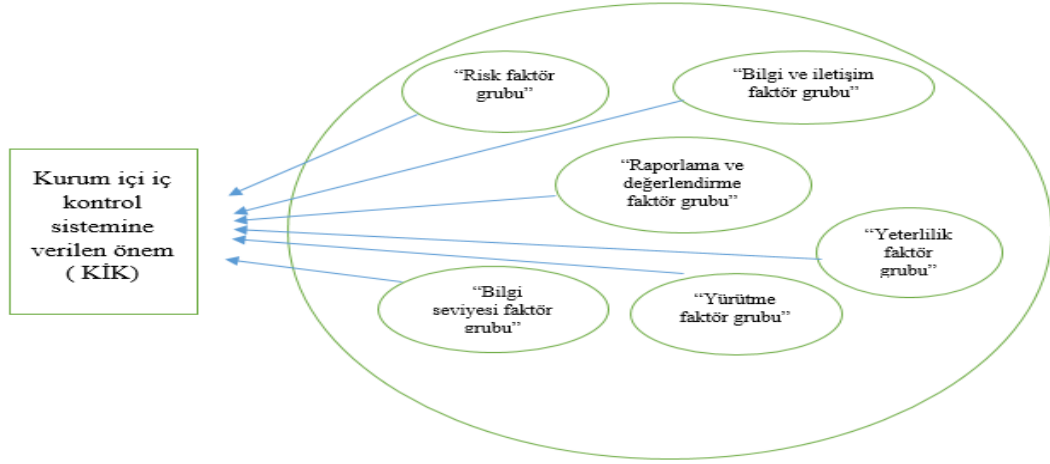 Kurum içi iç
kontrol
sistemine
verilen önem
( KİK)
“Risk faktör
grubu”
“Bilgi ve iletişim
faktör grubu”
“Raporlama ve
değerlendirme
faktör grubu”
“Yeterlilik
faktör
grubu”
“Bilgi
seviyesi faktör
grubu”
“Yürütme
faktör grubu”